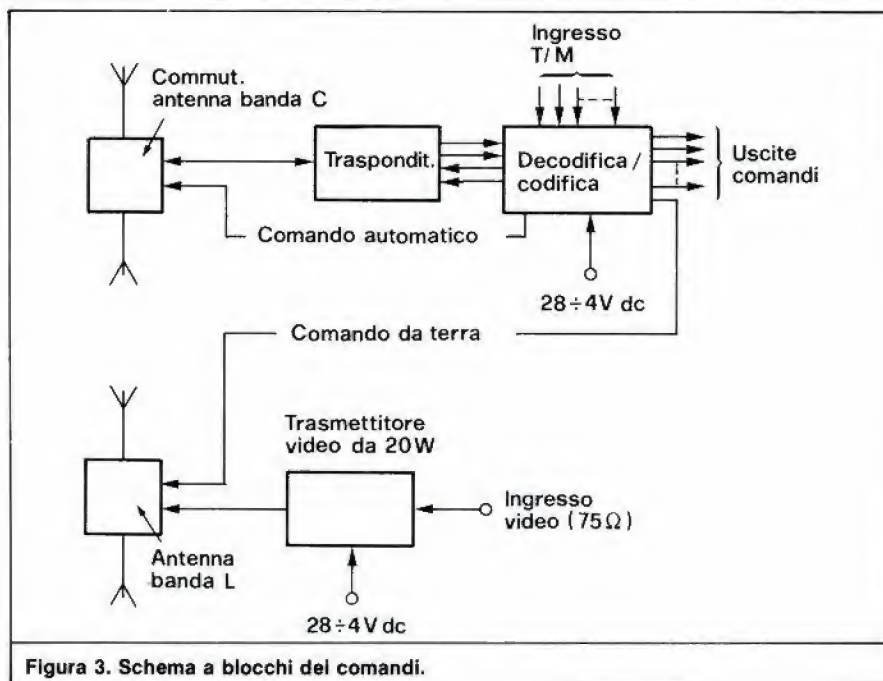 Ingresso
T/M
Commut.
antenna banda C
Traspondit.
Decodifica /
codifica
Uscite
comandi
Comando automatico
28÷4V dc
Comando da terra
Trasmettitore
video da 20W
Ingresso
video (75Ω)
Antenna
banda L
28÷4V dc
Figura 3. Schema a blocchi dei comandi.